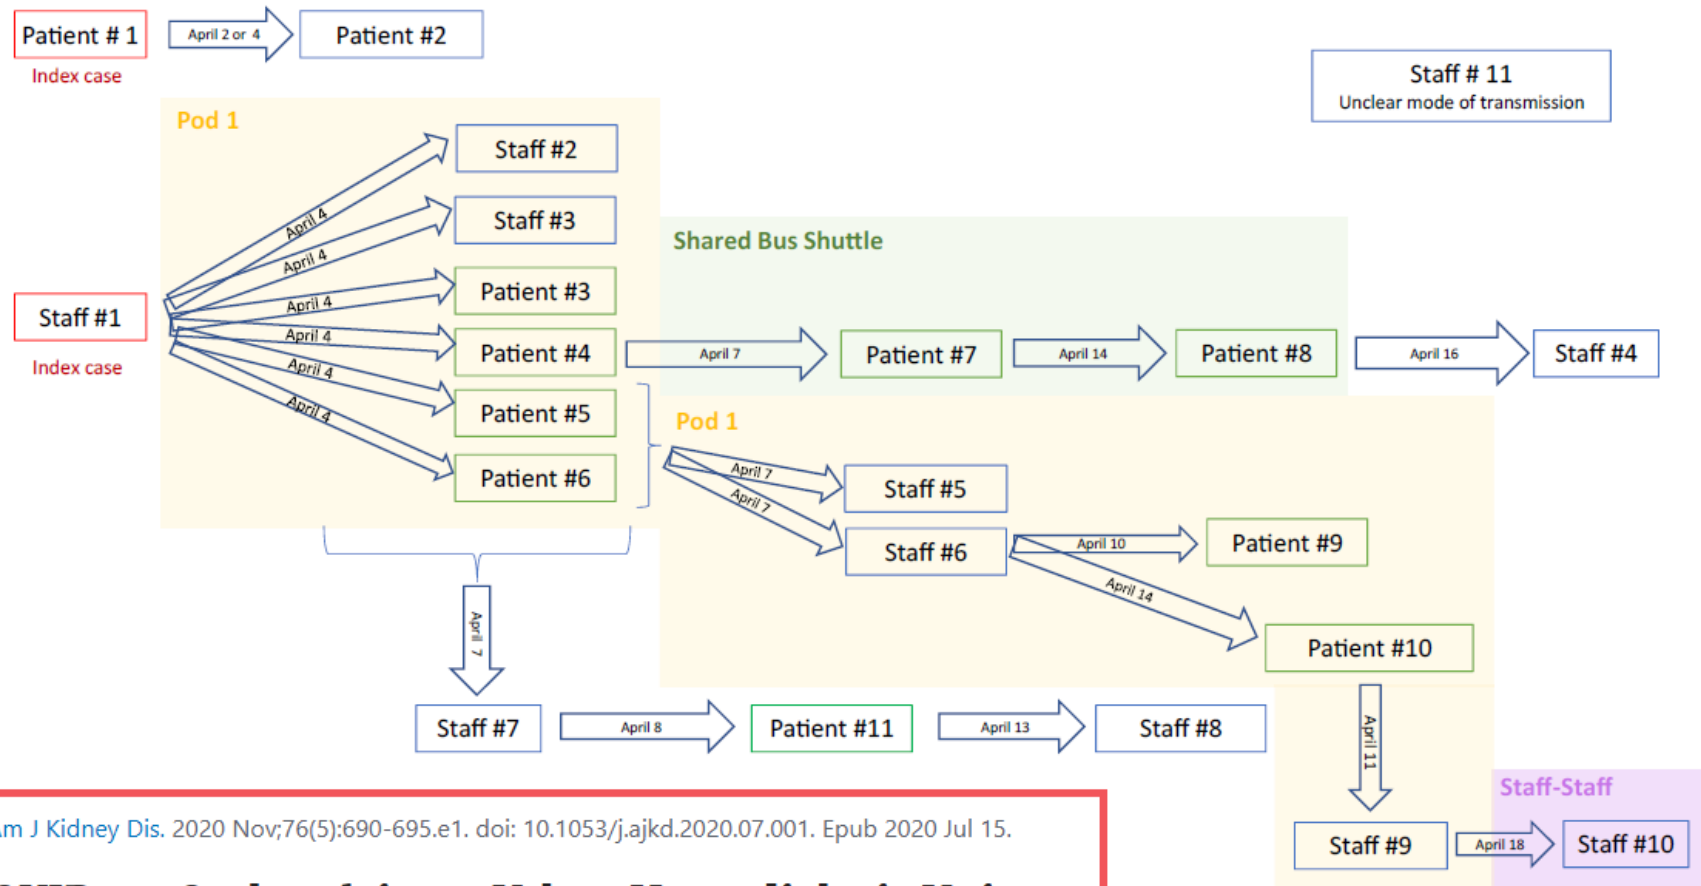 Patient # 1
April 2 or 4
Patient #2
Index case
Staff # 11
Unclear mode of transmission
Pod 1
Staff #2
April 4
Staff #3
April 4
Shared Bus Shuttle
Patient #3
April 4
Staff #1
Index case
April 4
Patient #4
April 7
Patient #7
April 14
Patient #8
April 16
Staff #4
April 4
Patient #5
Pod 1
April 4
Patient #6
April 7
Staff #5
April 7
Staff #6
April 10
Patient #9
April 14
Patient #10
April 7
Staff #7
April 8
Patient #11
April 13
Staff #8
April 11
Staff-Staff
Staff #9
April 18
Staff #10
Am J Kidney Dis. 2020 Nov;76(5):690-695.e1. doi: 10.1053/j.ajkd.2020.07.001. Epub 2020 Jul 15.